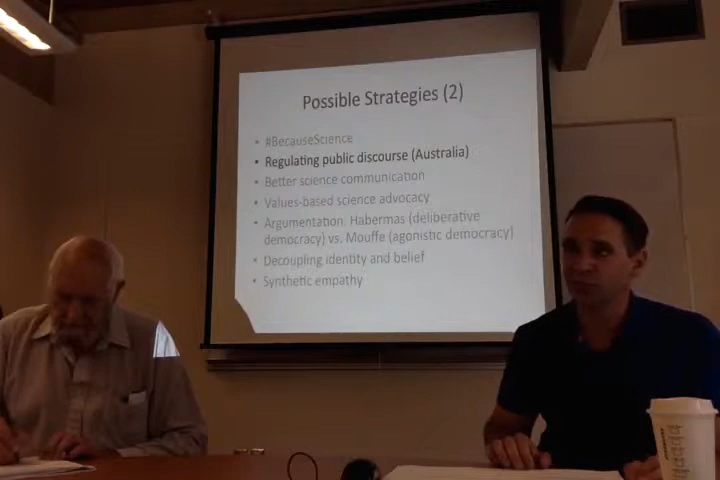 Possible Strategies (2)
• #BecauseScience
• Regulating public discourse (Australia)
• Better science communication
• Values-based science advocacy
• Argumentation: Habermas (deliberative
democracy) vs. Mouffe (agonistic democracy)
• Decoupling identity and belief
• Synthetic empathy